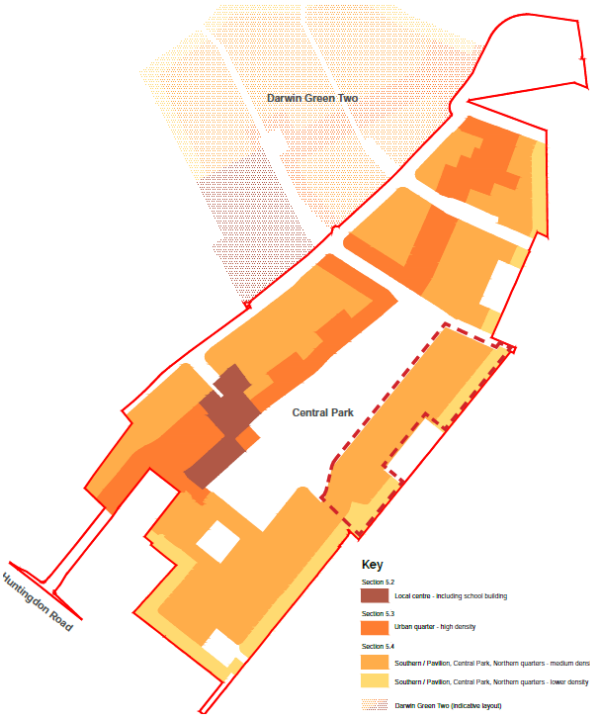 Darwin Green Two
Central Park
Huntingdon Road
Key
Section 5.2
Local centre - including school building
Section 5.3
Urban quarter - high density
Section 5.4
Southern / Pavilion, Central Park, Northern quarters - medium dens
Southern / Pavilion, Central Park, Northern quarters - lower density
Darwin Green Two (indicative layout)